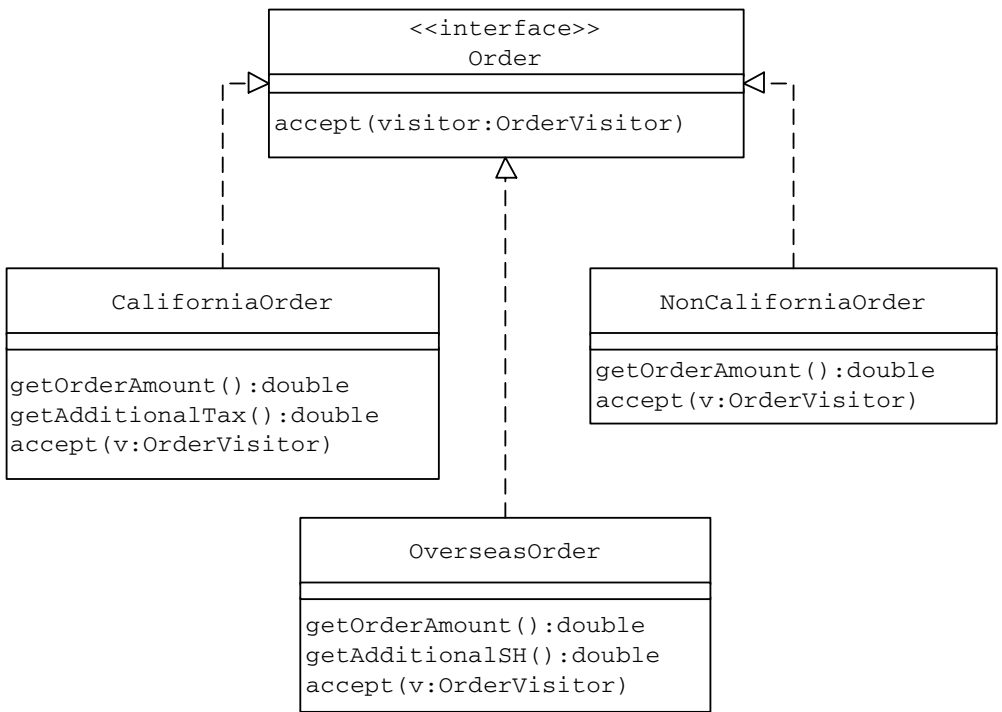 <<interface>>
Order
accept(visitor:OrderVisitor)
CaliforniaOrder
getOrderAmount():double
getAdditionalTax():double
accept(v:OrderVisitor)
NonCaliforniaOrder
getOrderAmount():double
accept(v:OrderVisitor)
OverseasOrder
getOrderAmount():double
getAdditionalSH():double
accept(v:OrderVisitor)